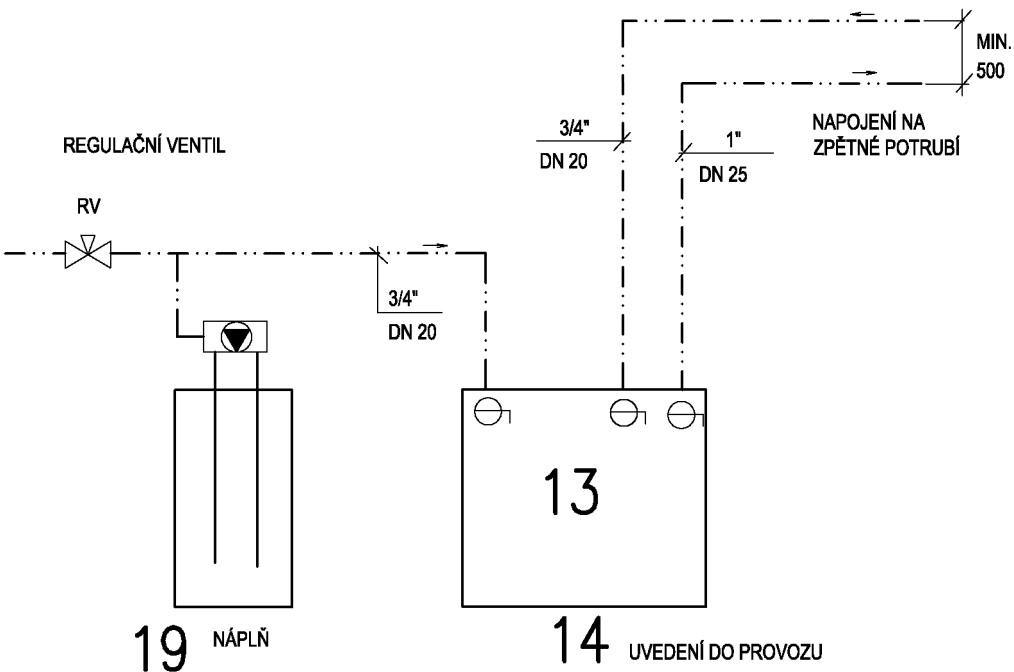 MIN.
500
3/4"
DN 20
1"
DN 25
NAPOJENÍ NA
ZPĚTNÉ POTRUBÍ
REGULAČNÍ VENTIL
RV
3/4"
DN 20
13
19 NÁPLŇ
14 UVEDENÍ DO PROVOZU